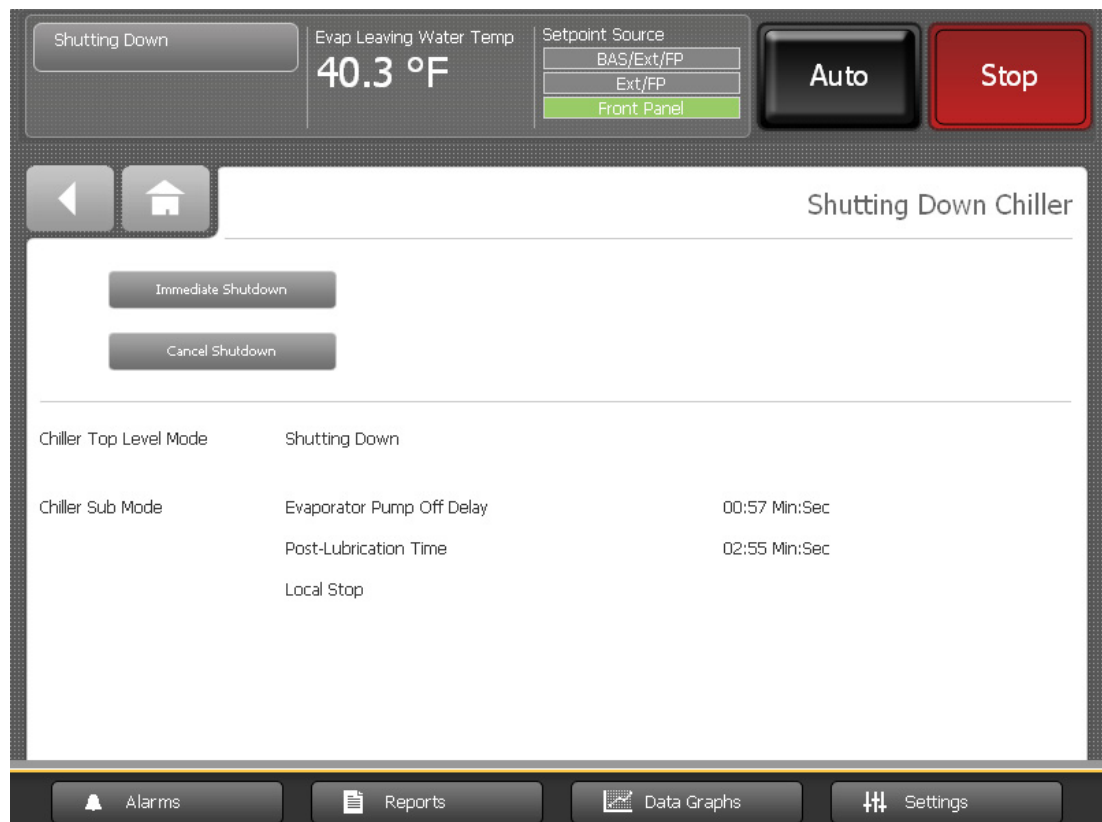 Shutting Down
Evap Leaving Water Temp
40.3 °F
Setpoint Source
BAS/Ext/FP
Ext/FP
Front Panel
Auto
Stop
Shutting Down Chiller
Immediate Shutdown
Cancel Shutdown
Chiller Top Level Mode Shutting Down
Chiller Sub Mode Evaporator Pump Off Delay 00:57 Min:Sec
Post-Lubrication Time 02:55 Min:Sec
Local Stop
Alarms Reports Data Graphs Settings